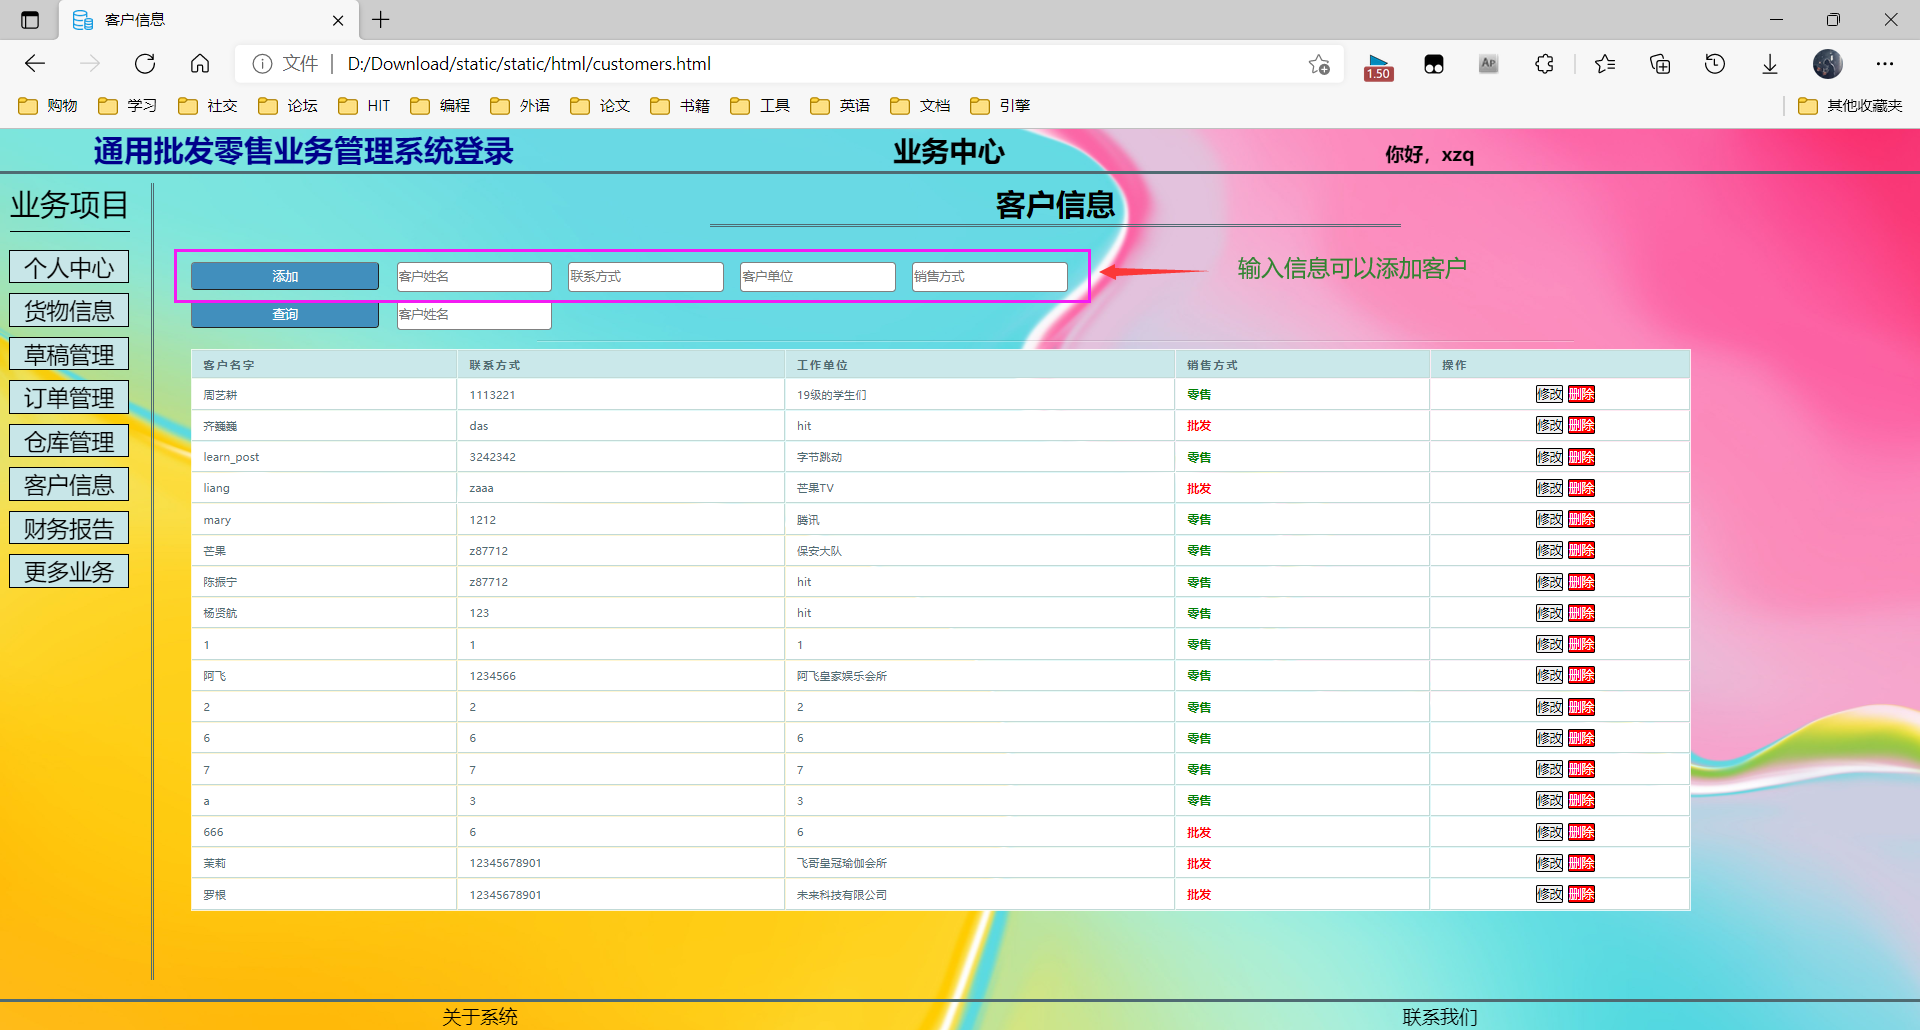 客户信息
文件 D:/Download/static/static/html/customers.html
1.50
AP
购物 学习 社交 论坛 HIT 编程 外语 论文 书籍 工具 英语 文档 引擎 其他收藏夹
通用批发零售业务管理系统登录 业务中心 你好，xzq
业务项目
个人中心
货物信息
草稿管理
订单管理
仓库管理
客户信息
财务报告
更多业务
客户信息
添加 客户姓名 联系方式 客户单位 销售方式
输入信息可以添加客户
查询 客户姓名
客户名字 联系方式 工作单位 销售方式 操作
周艺耕 1113221 19级的学生们 零售 修改 删除
齐巍巍 das hit 批发 修改 删除
learn_post 3242342 字节跳动 零售 修改 删除
liang zaaa 芒果TV 批发 修改 删除
mary 1212 腾讯 零售 修改 删除
芒果 z87712 保安大队 零售 修改 删除
陈振宁 z87712 hit 零售 修改 删除
杨贤航 123 hit 零售 修改 删除
1 1 1 零售 修改 删除
阿飞 1234566 阿飞皇家娱乐会所 零售 修改 删除
2 2 2 零售 修改 删除
6 6 6 零售 修改 删除
7 7 7 零售 修改 删除
a 3 3 零售 修改 删除
666 6 6 批发 修改 删除
茉莉 12345678901 飞哥皇冠瑜伽会所 批发 修改 删除
罗根 12345678901 未来科技有限公司 批发 修改 删除
关于系统 联系我们